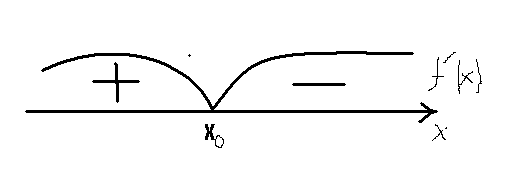 + − f'(x)
x₀ x